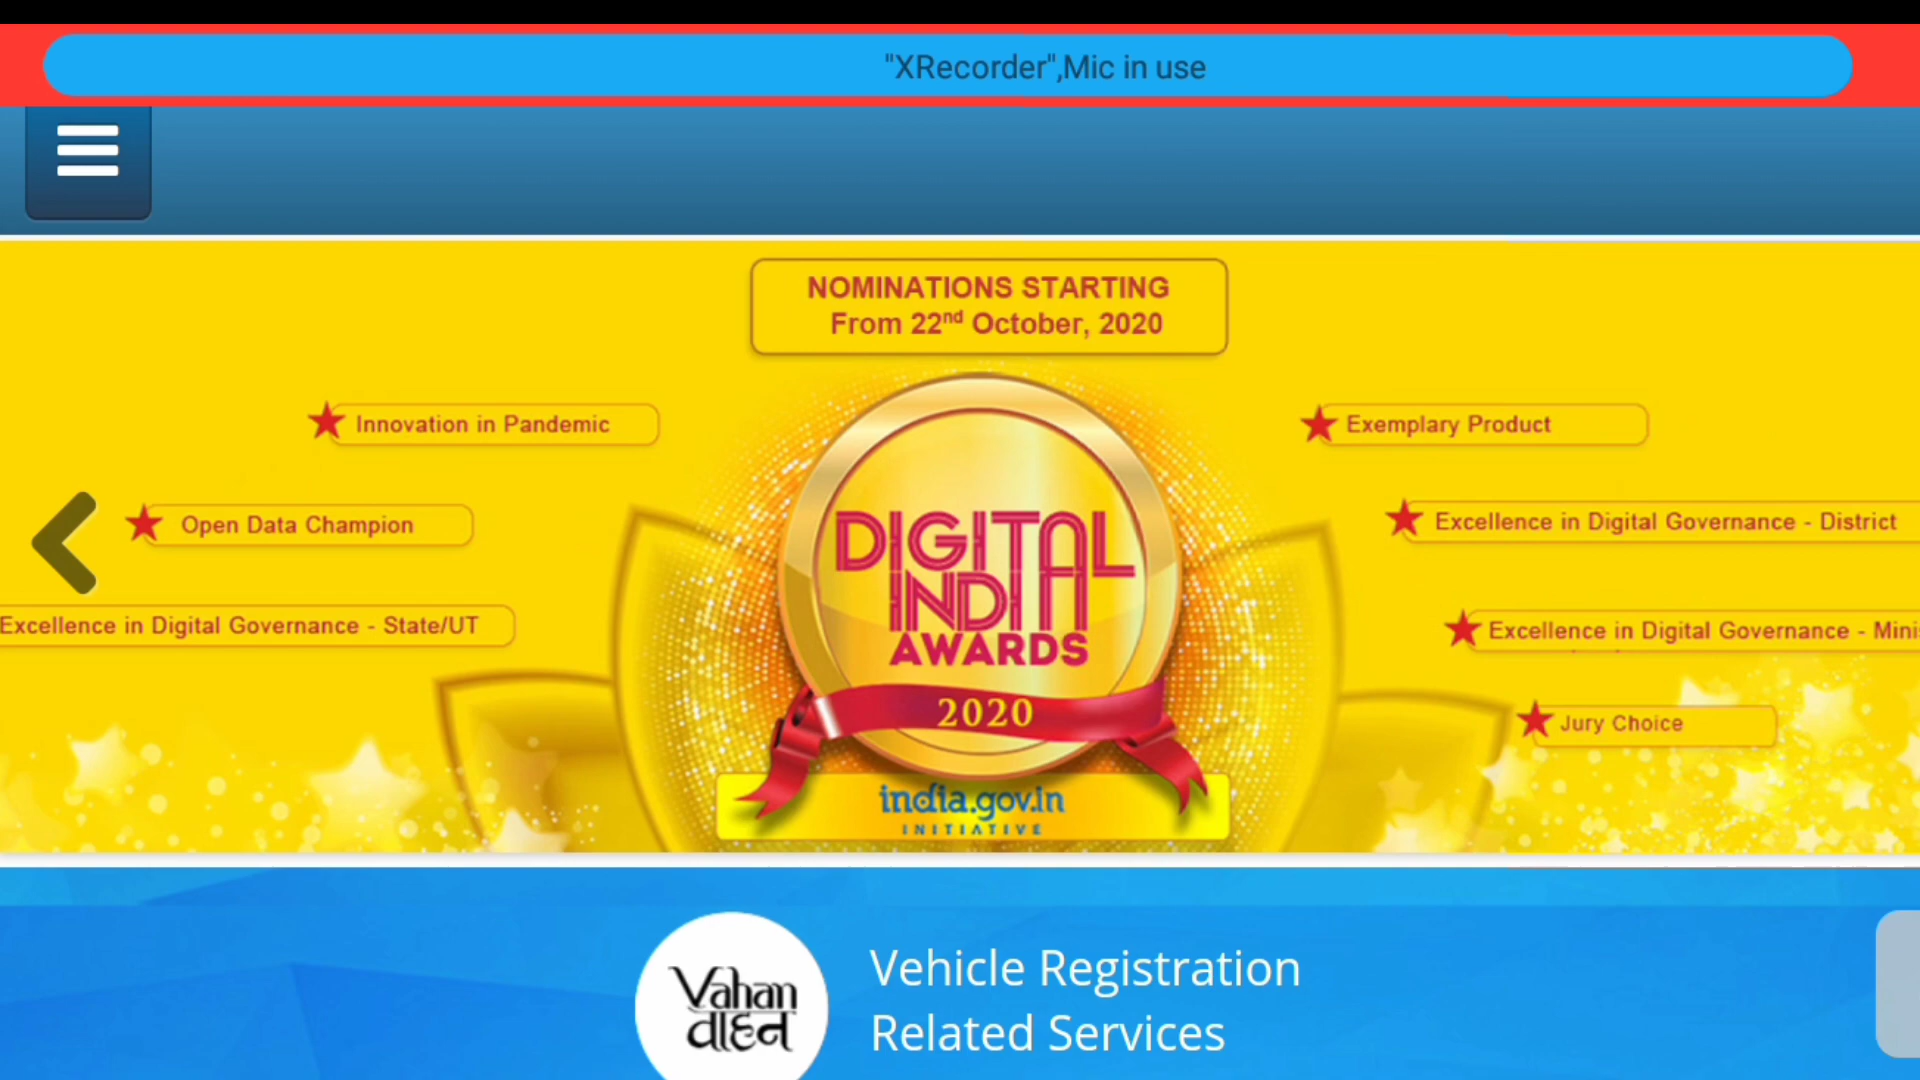 "XRecorder",Mic in use
NOMINATIONS STARTING
From 22nd October, 2020
Innovation in Pandemic
Exemplary Product
Open Data Champion
Excellence in Digital Governance - District
Excellence in Digital Governance - State/UT
Excellence in Digital Governance - Mini
Jury Choice
DIGITAL
INDIA
AWARDS
2020
india.gov.in
INITIATIVE
Vahan
वाहन
Vehicle Registration
Related Services